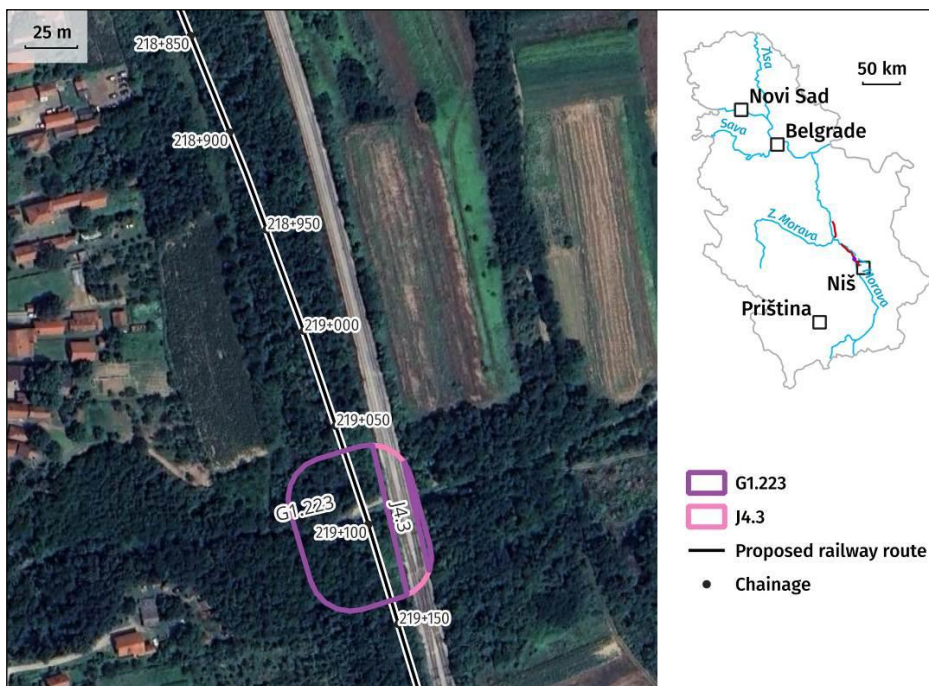 25 m
218+850
218+900
218+950
219+000
219+050
G1.223
J4.3
219+100
219+150
50 km
Tysa
Novi Sad
Sava
Belgrade
Z. Morava
Niš
Morava
Priština
G1.223
J4.3
Proposed railway route
Chainage